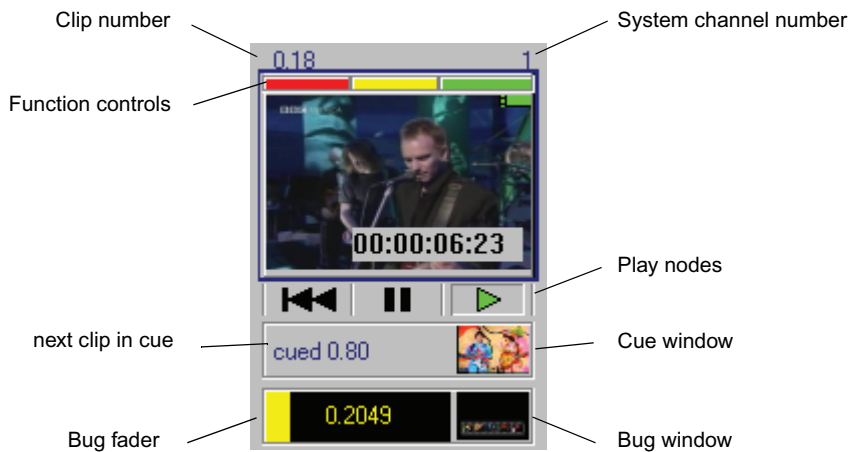 Clip number
System channel number
0.18
1
Function controls
BBC
00:00:06:23
Play nodes
next clip in cue
cued 0.80
Cue window
0.2049
Bug fader
Bug window